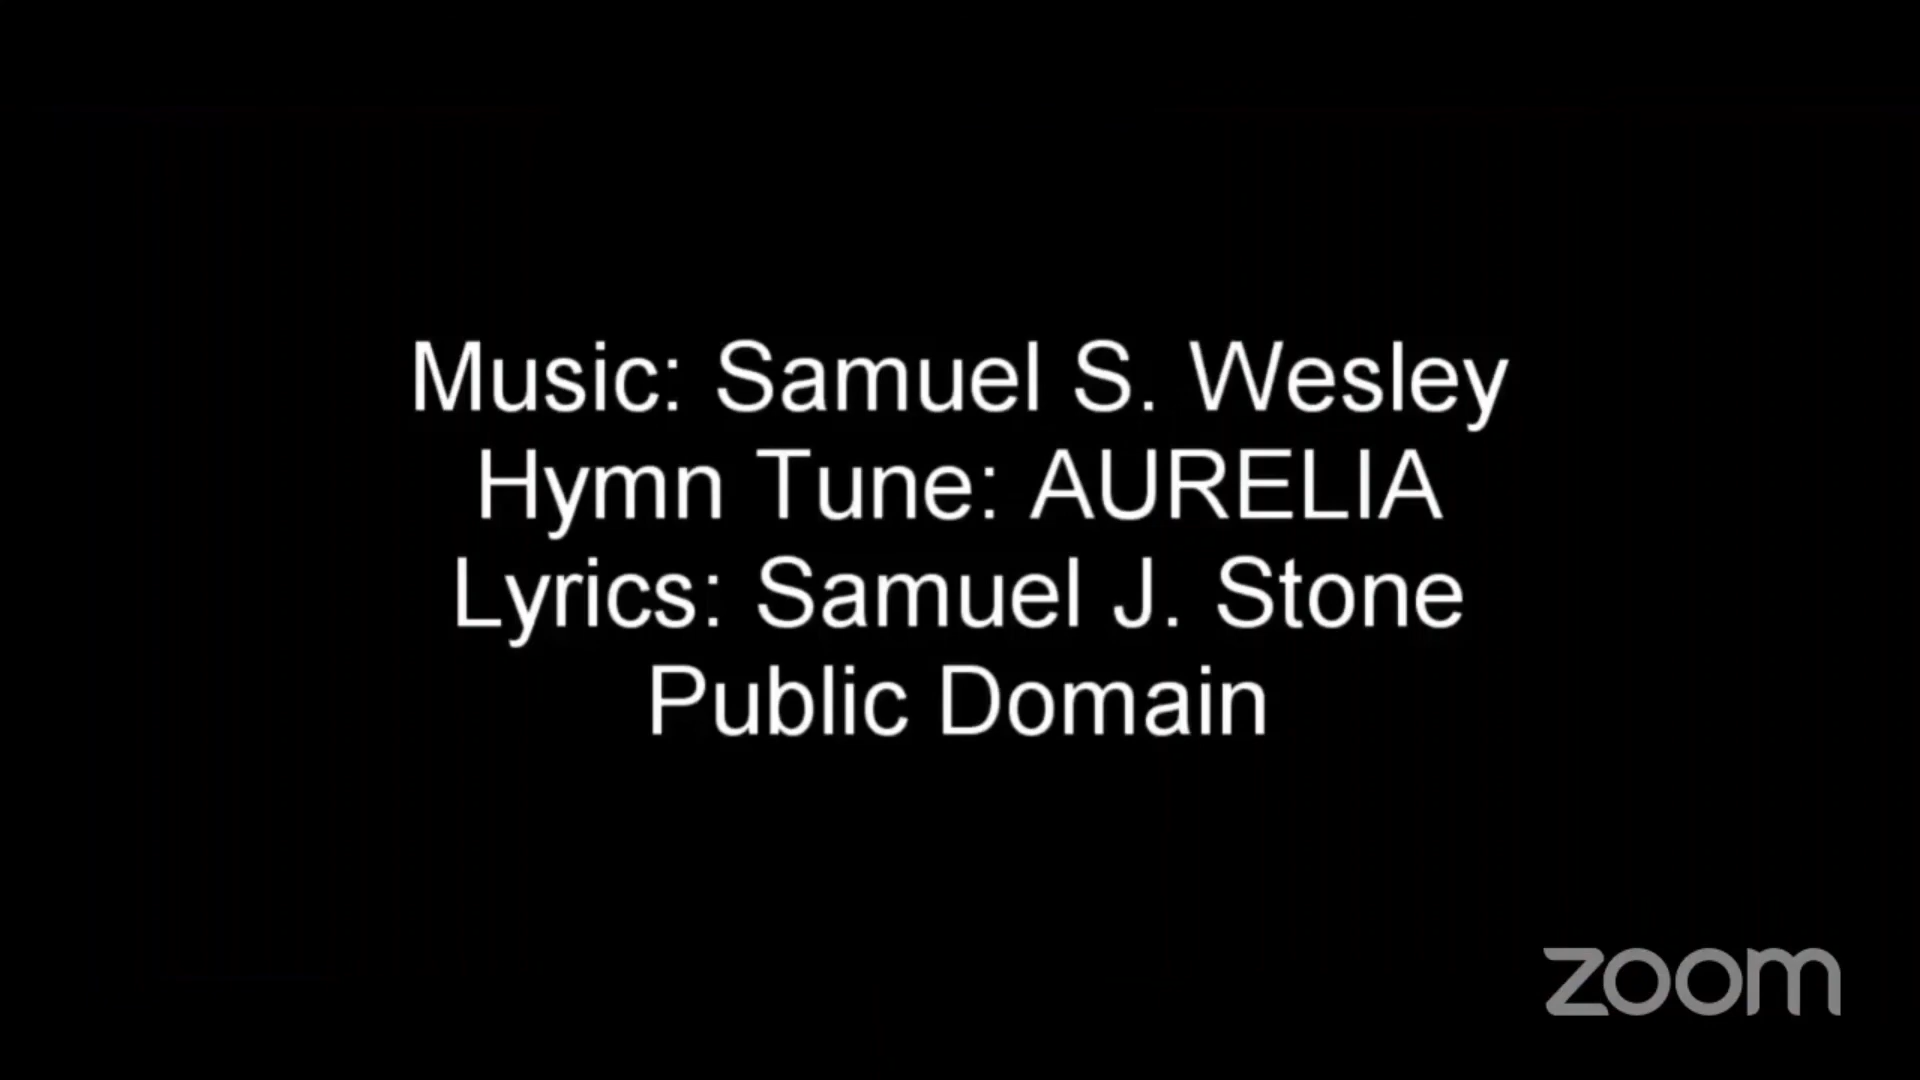 Music: Samuel S. Wesley
Hymn Tune: AURELIA
Lyrics: Samuel J. Stone
Public Domain
zoom